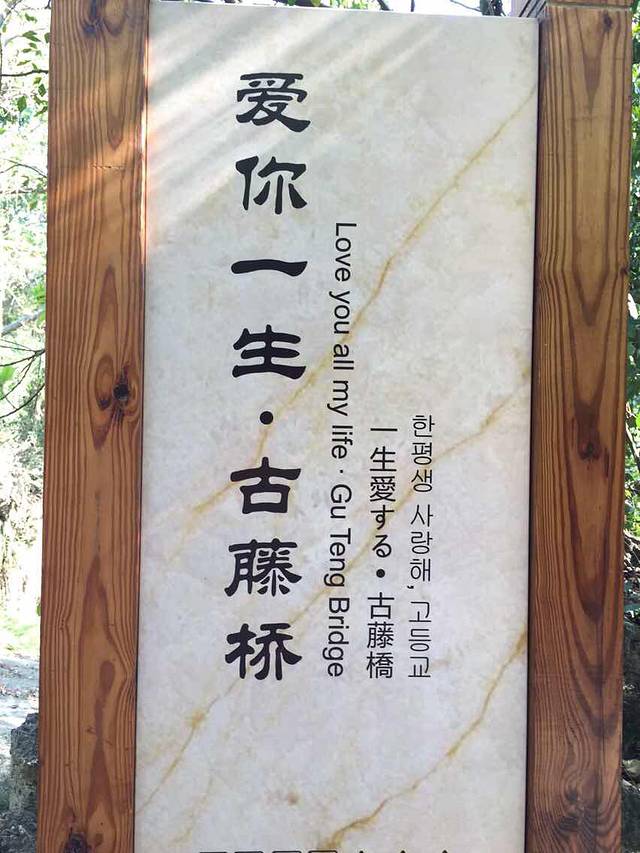 爱你一生·古藤桥
Love you all my life · Gu Teng Bridge
一生愛する・古藤橋
한평생 사랑해, 고등교